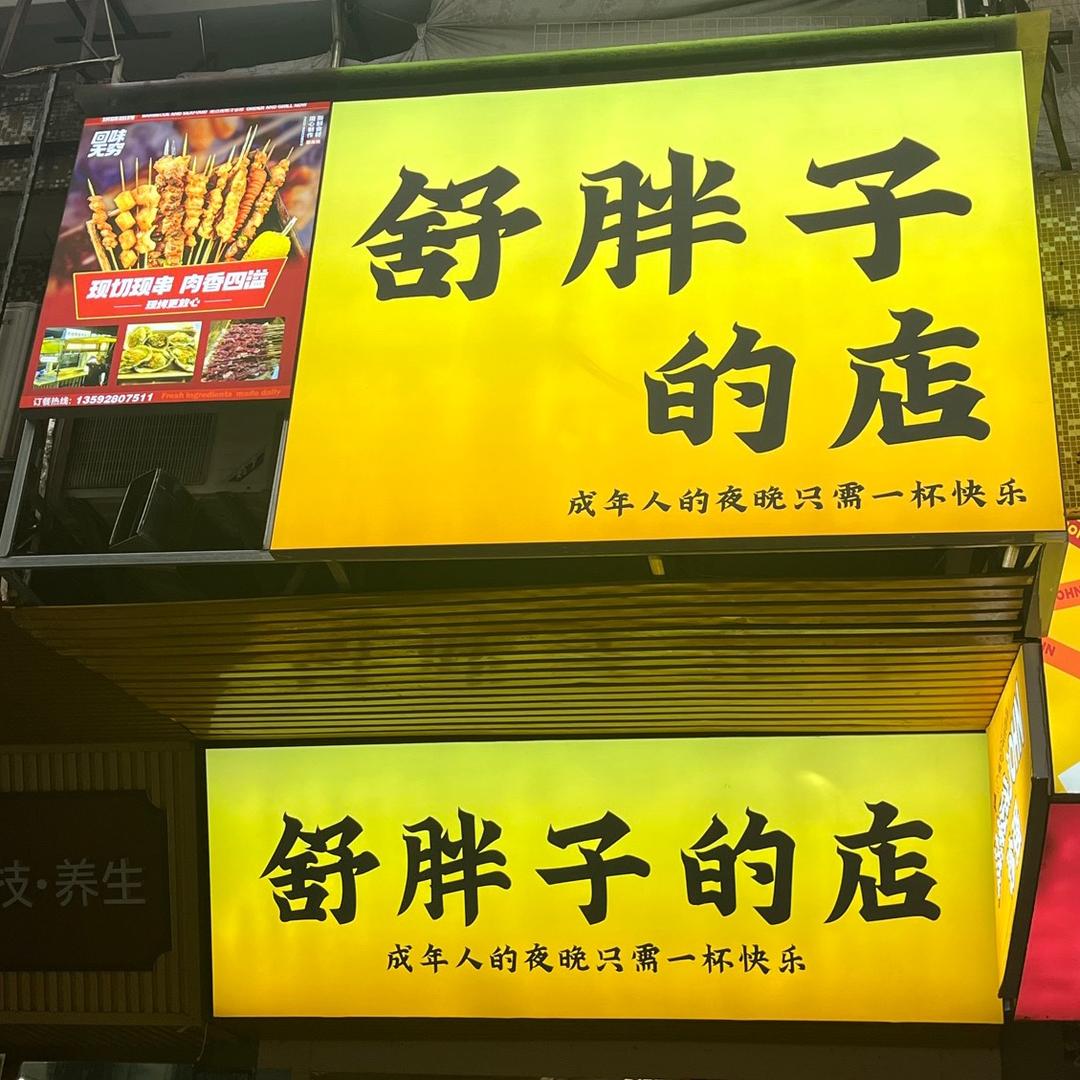 回味
无穷
现切现串 肉香四溢
现烤更放心
订餐热线：13592807511 Fresh ingredients made daily
舒胖子
的店
成年人的夜晚只需一杯快乐
舒胖子的店
成年人的夜晚只需一杯快乐
技·养生